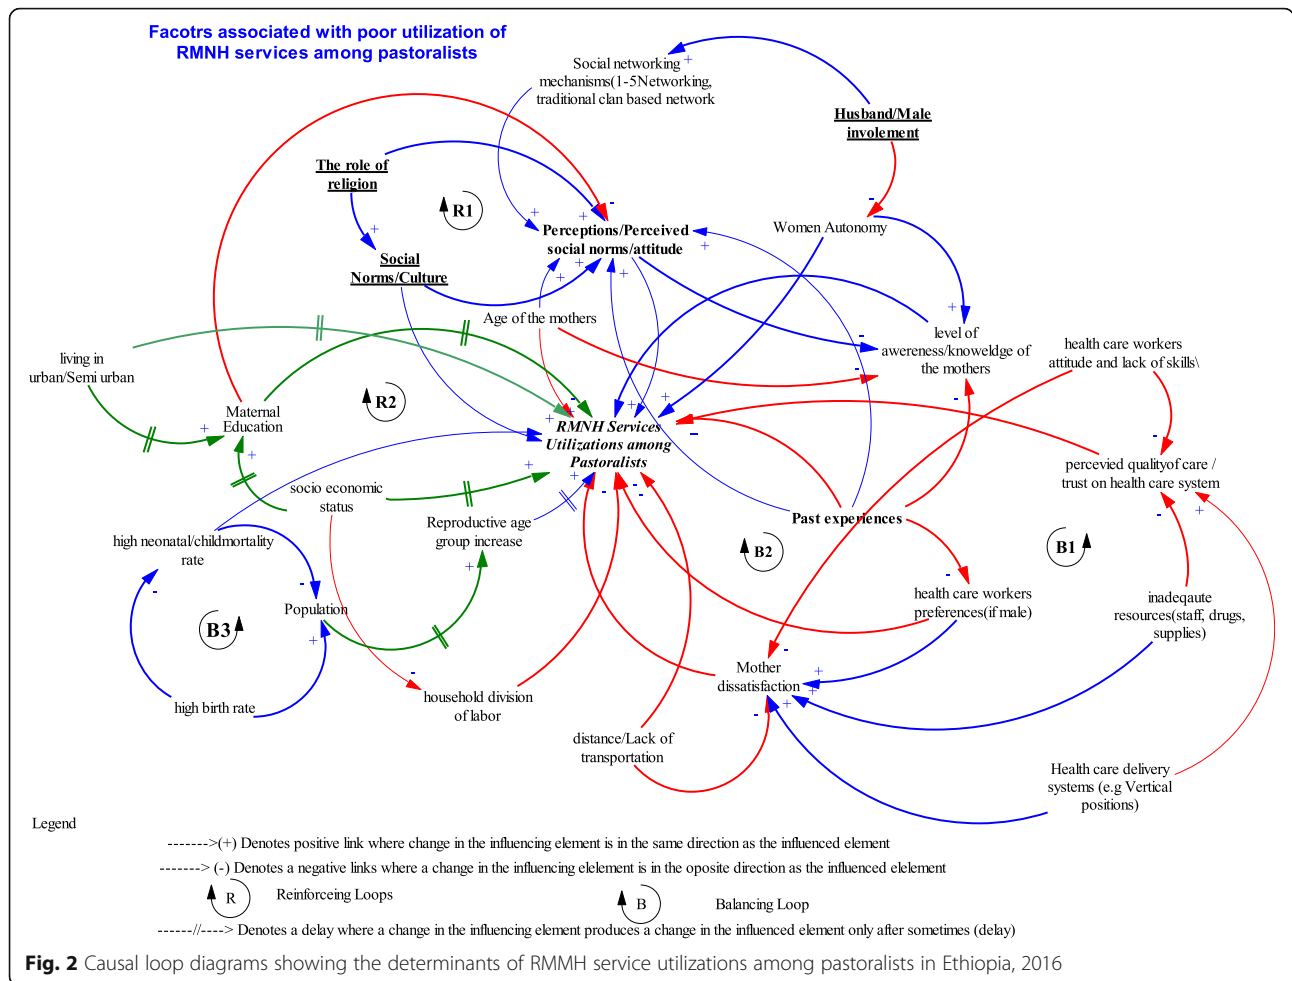 Facotrs associated with poor utilization of
RMNH services among pastoralists
Social networking
mechanisms(1-5Networking,
traditional clan based network
+
Husband/Male
involement
The role of
religion
R1
+
+
+
-
-
Perceptions/Perceived
social norms/attitude
+
Women Autonomy
Social
Norms/Culture
+
+
+
Age of the mothers
+
level of
awereness/knoweldge of
the mothers
-
-
-
health care workers
attitude and lack of skills\
living in
urban/Semi urban
R2
Maternal
Education
+
+
-
+
+
+
+
RMNH Services
Utilizations among
Pastoralists
-
-
percevied qualityof care /
trust on health care system
-
+
socio economic
status
+
+
-
-
-
Reproductive age
group increase
+
Past experiences
high neonatal/childmortality
rate
B2
B1
-
-
Population
+
B3
-
health care workers
preferences(if male)
inadeqaute
resources(staff, drugs,
supplies)
-
household division
of labor
high birth rate
Mother
dissatisfaction
-
+
+
+
-
distance/Lack of
transportation
Health care delivery
systems (e.g Vertical
positions)
Legend
------->(+) Denotes positive link where change in the influencing element is in the same direction as the influenced element
-------> (-) Denotes a negative links where a change in the influencing elelement is in the oposite direction as the influenced elelement
R Reinforceing Loops B Balancing Loop
------//----> Denotes a delay where a change in the influencing element produces a change in the influenced element only after sometimes (delay)
Fig. 2 Causal loop diagrams showing the determinants of RMMH service utilizations among pastoralists in Ethiopia, 2016